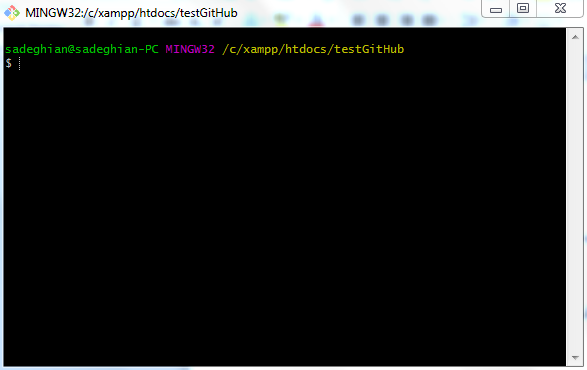 MINGW32:/c/xampp/htdocs/testGitHub
sadeghian@sadeghian-PC MINGW32 /c/xampp/htdocs/testGitHub
$